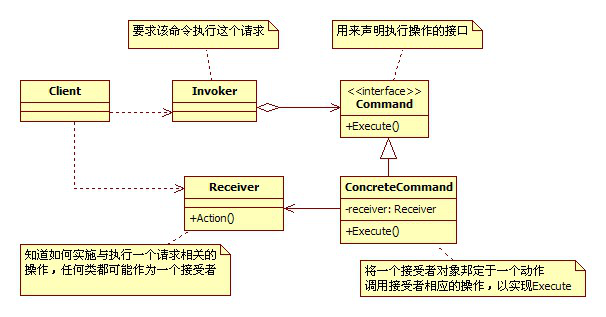 要求该命令执行这个请求
用来声明执行操作的接口
Client
Invoker
<<interface>>
Command
+Execute()
Receiver
+Action()
ConcreteCommand
-receiver: Receiver
+Execute()
知道如何实施与执行一个请求相关的
操作，任何类都可能作为一个接受者
将一个接受者对象邦定于一个动作
调用接受者相应的操作，以实现Execute